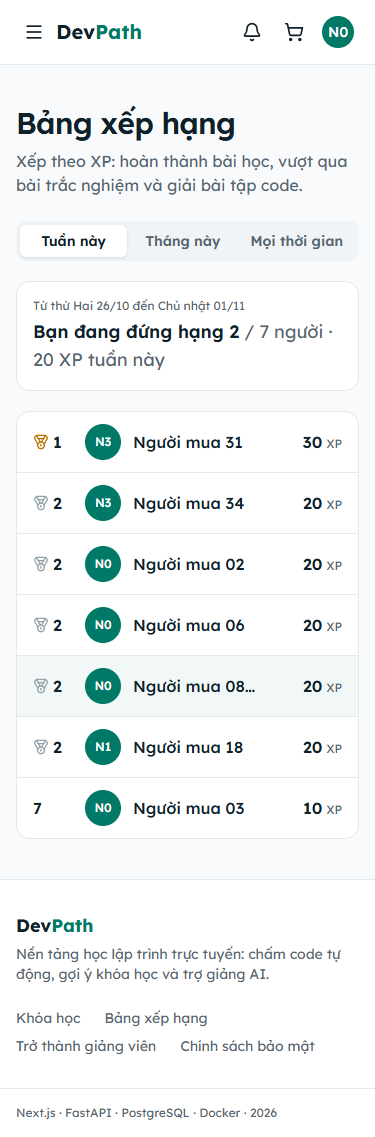 DevPath
N0
Bảng xếp hạng
Xếp theo XP: hoàn thành bài học, vượt qua
bài trắc nghiệm và giải bài tập code.
Tuần này Tháng này Mọi thời gian
Từ thứ Hai 26/10 đến Chủ nhật 01/11
Bạn đang đứng hạng 2 / 7 người ·
20 XP tuần này
1 N3 Người mua 31 30 XP
2 N3 Người mua 34 20 XP
2 N0 Người mua 02 20 XP
2 N0 Người mua 06 20 XP
2 N0 Người mua 08... 20 XP
2 N1 Người mua 18 20 XP
7 N0 Người mua 03 10 XP
DevPath
Nền tảng học lập trình trực tuyến: chấm code tự
động, gợi ý khóa học và trợ giảng AI.
Khóa học Bảng xếp hạng
Trở thành giảng viên Chính sách bảo mật
Next.js · FastAPI · PostgreSQL · Docker · 2026